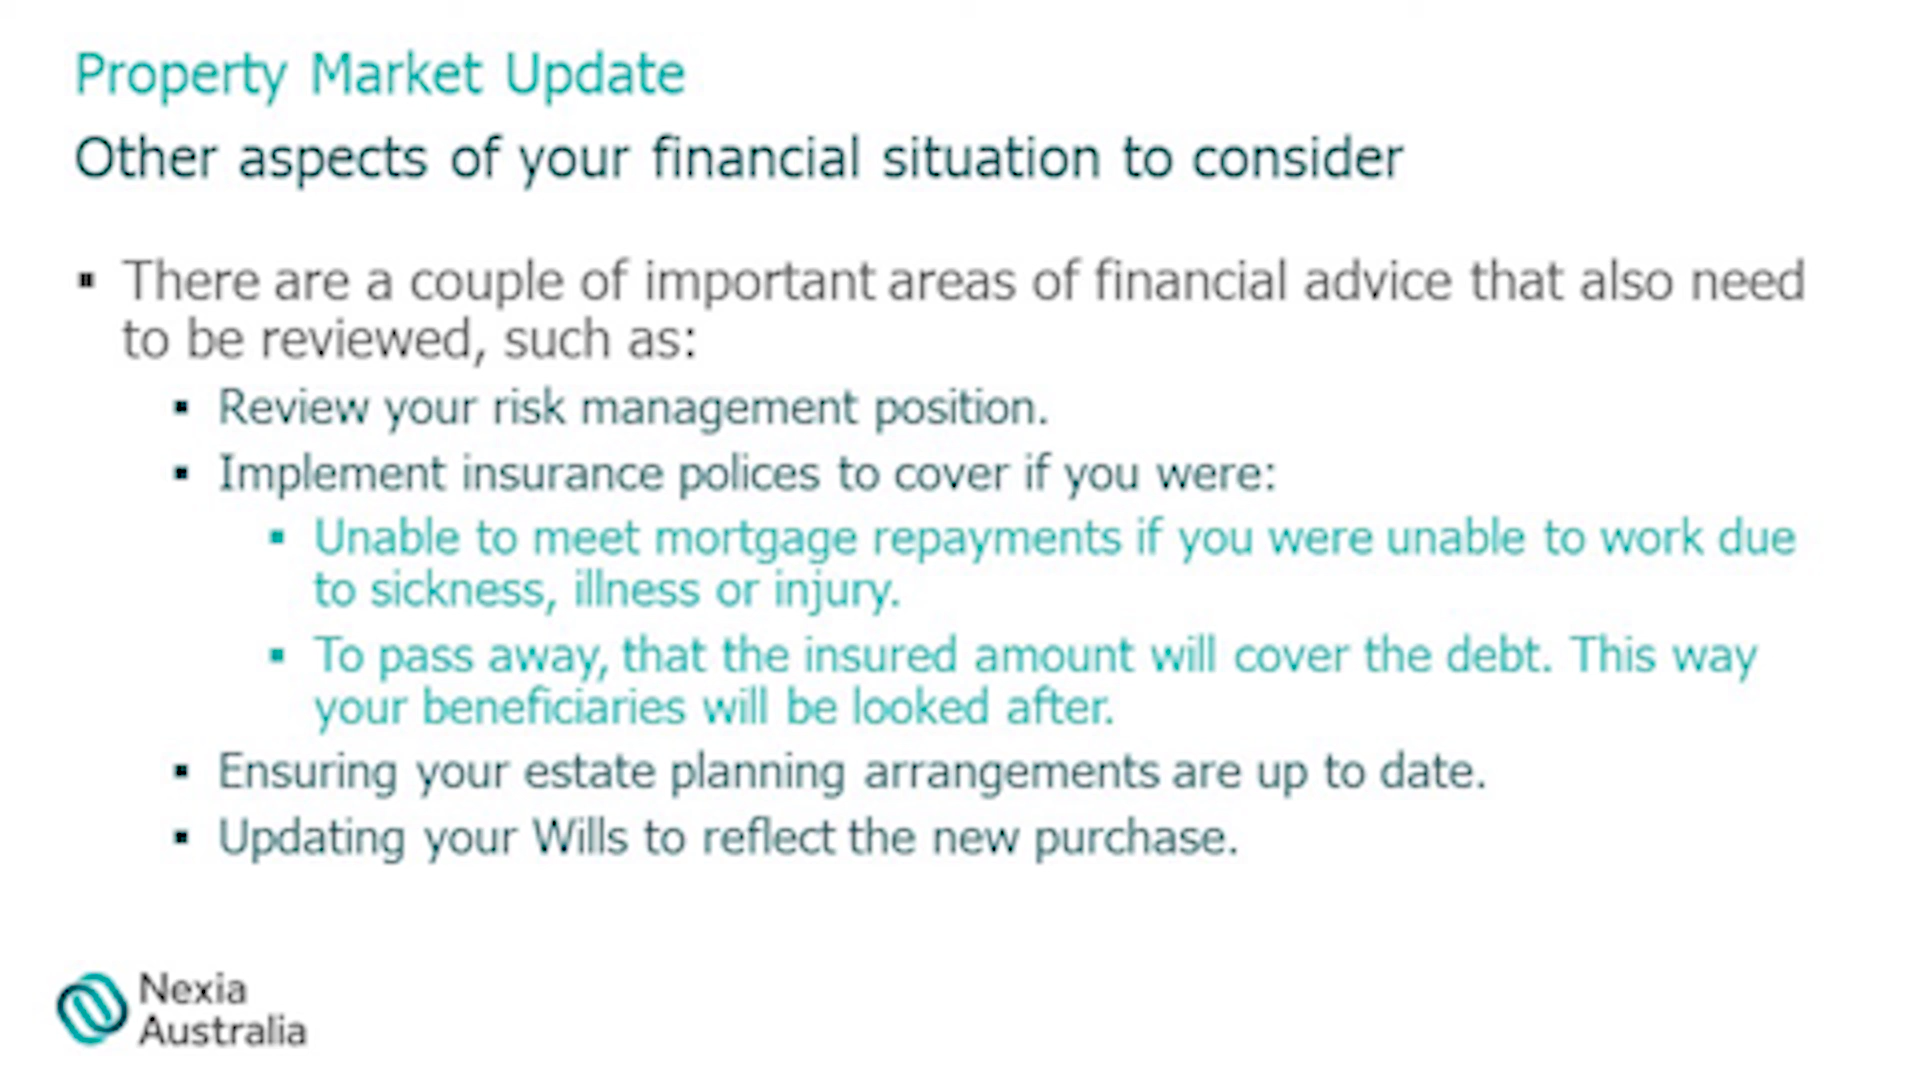 Property Market Update
Other aspects of your financial situation to consider
▪ There are a couple of important areas of financial advice that also need
to be reviewed, such as:
▪ Review your risk management position.
▪ Implement insurance polices to cover if you were:
▪ Unable to meet mortgage repayments if you were unable to work due
to sickness, illness or injury.
▪ To pass away, that the insured amount will cover the debt. This way
your beneficiaries will be looked after.
▪ Ensuring your estate planning arrangements are up to date.
▪ Updating your Wills to reflect the new purchase.
Nexia
Australia